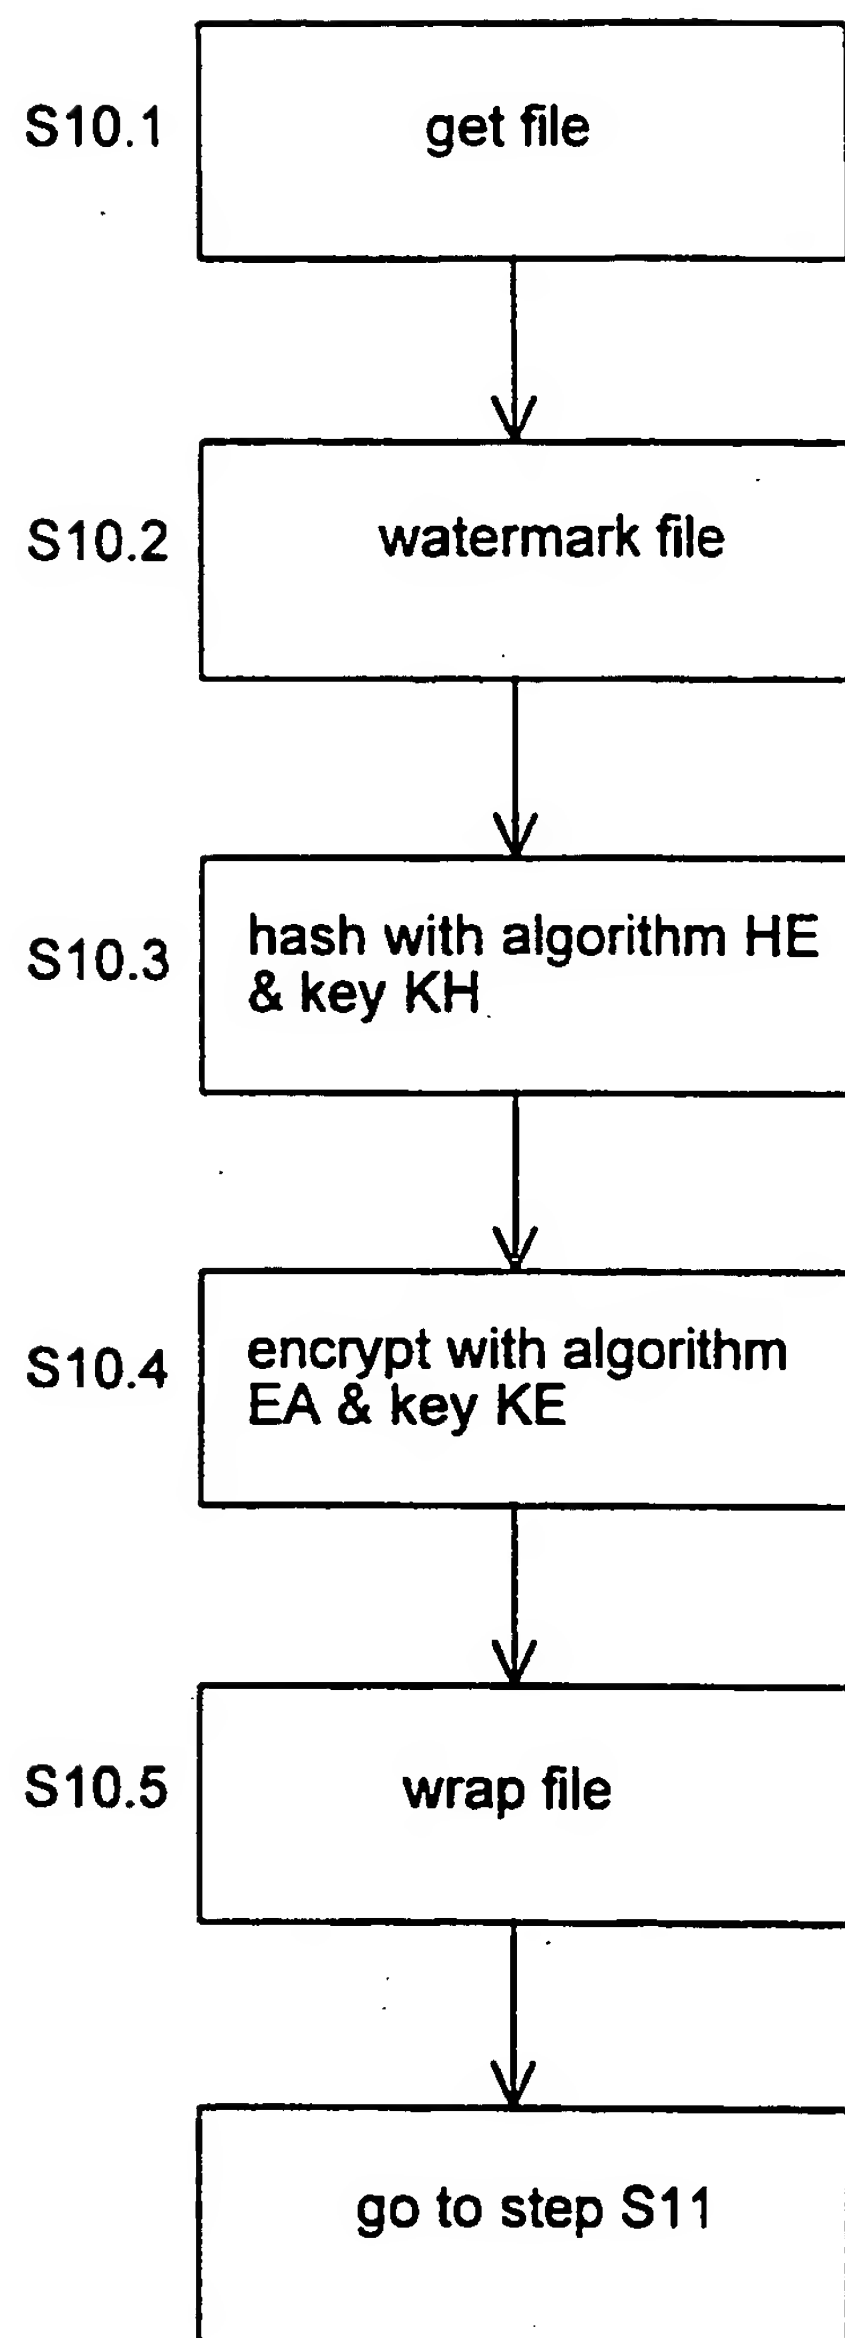 S10.1
get file
S10.2
watermark file
S10.3
hash with algorithm HE
& key KH
S10.4
encrypt with algorithm
EA & key KE
S10.5
wrap file
go to step S11